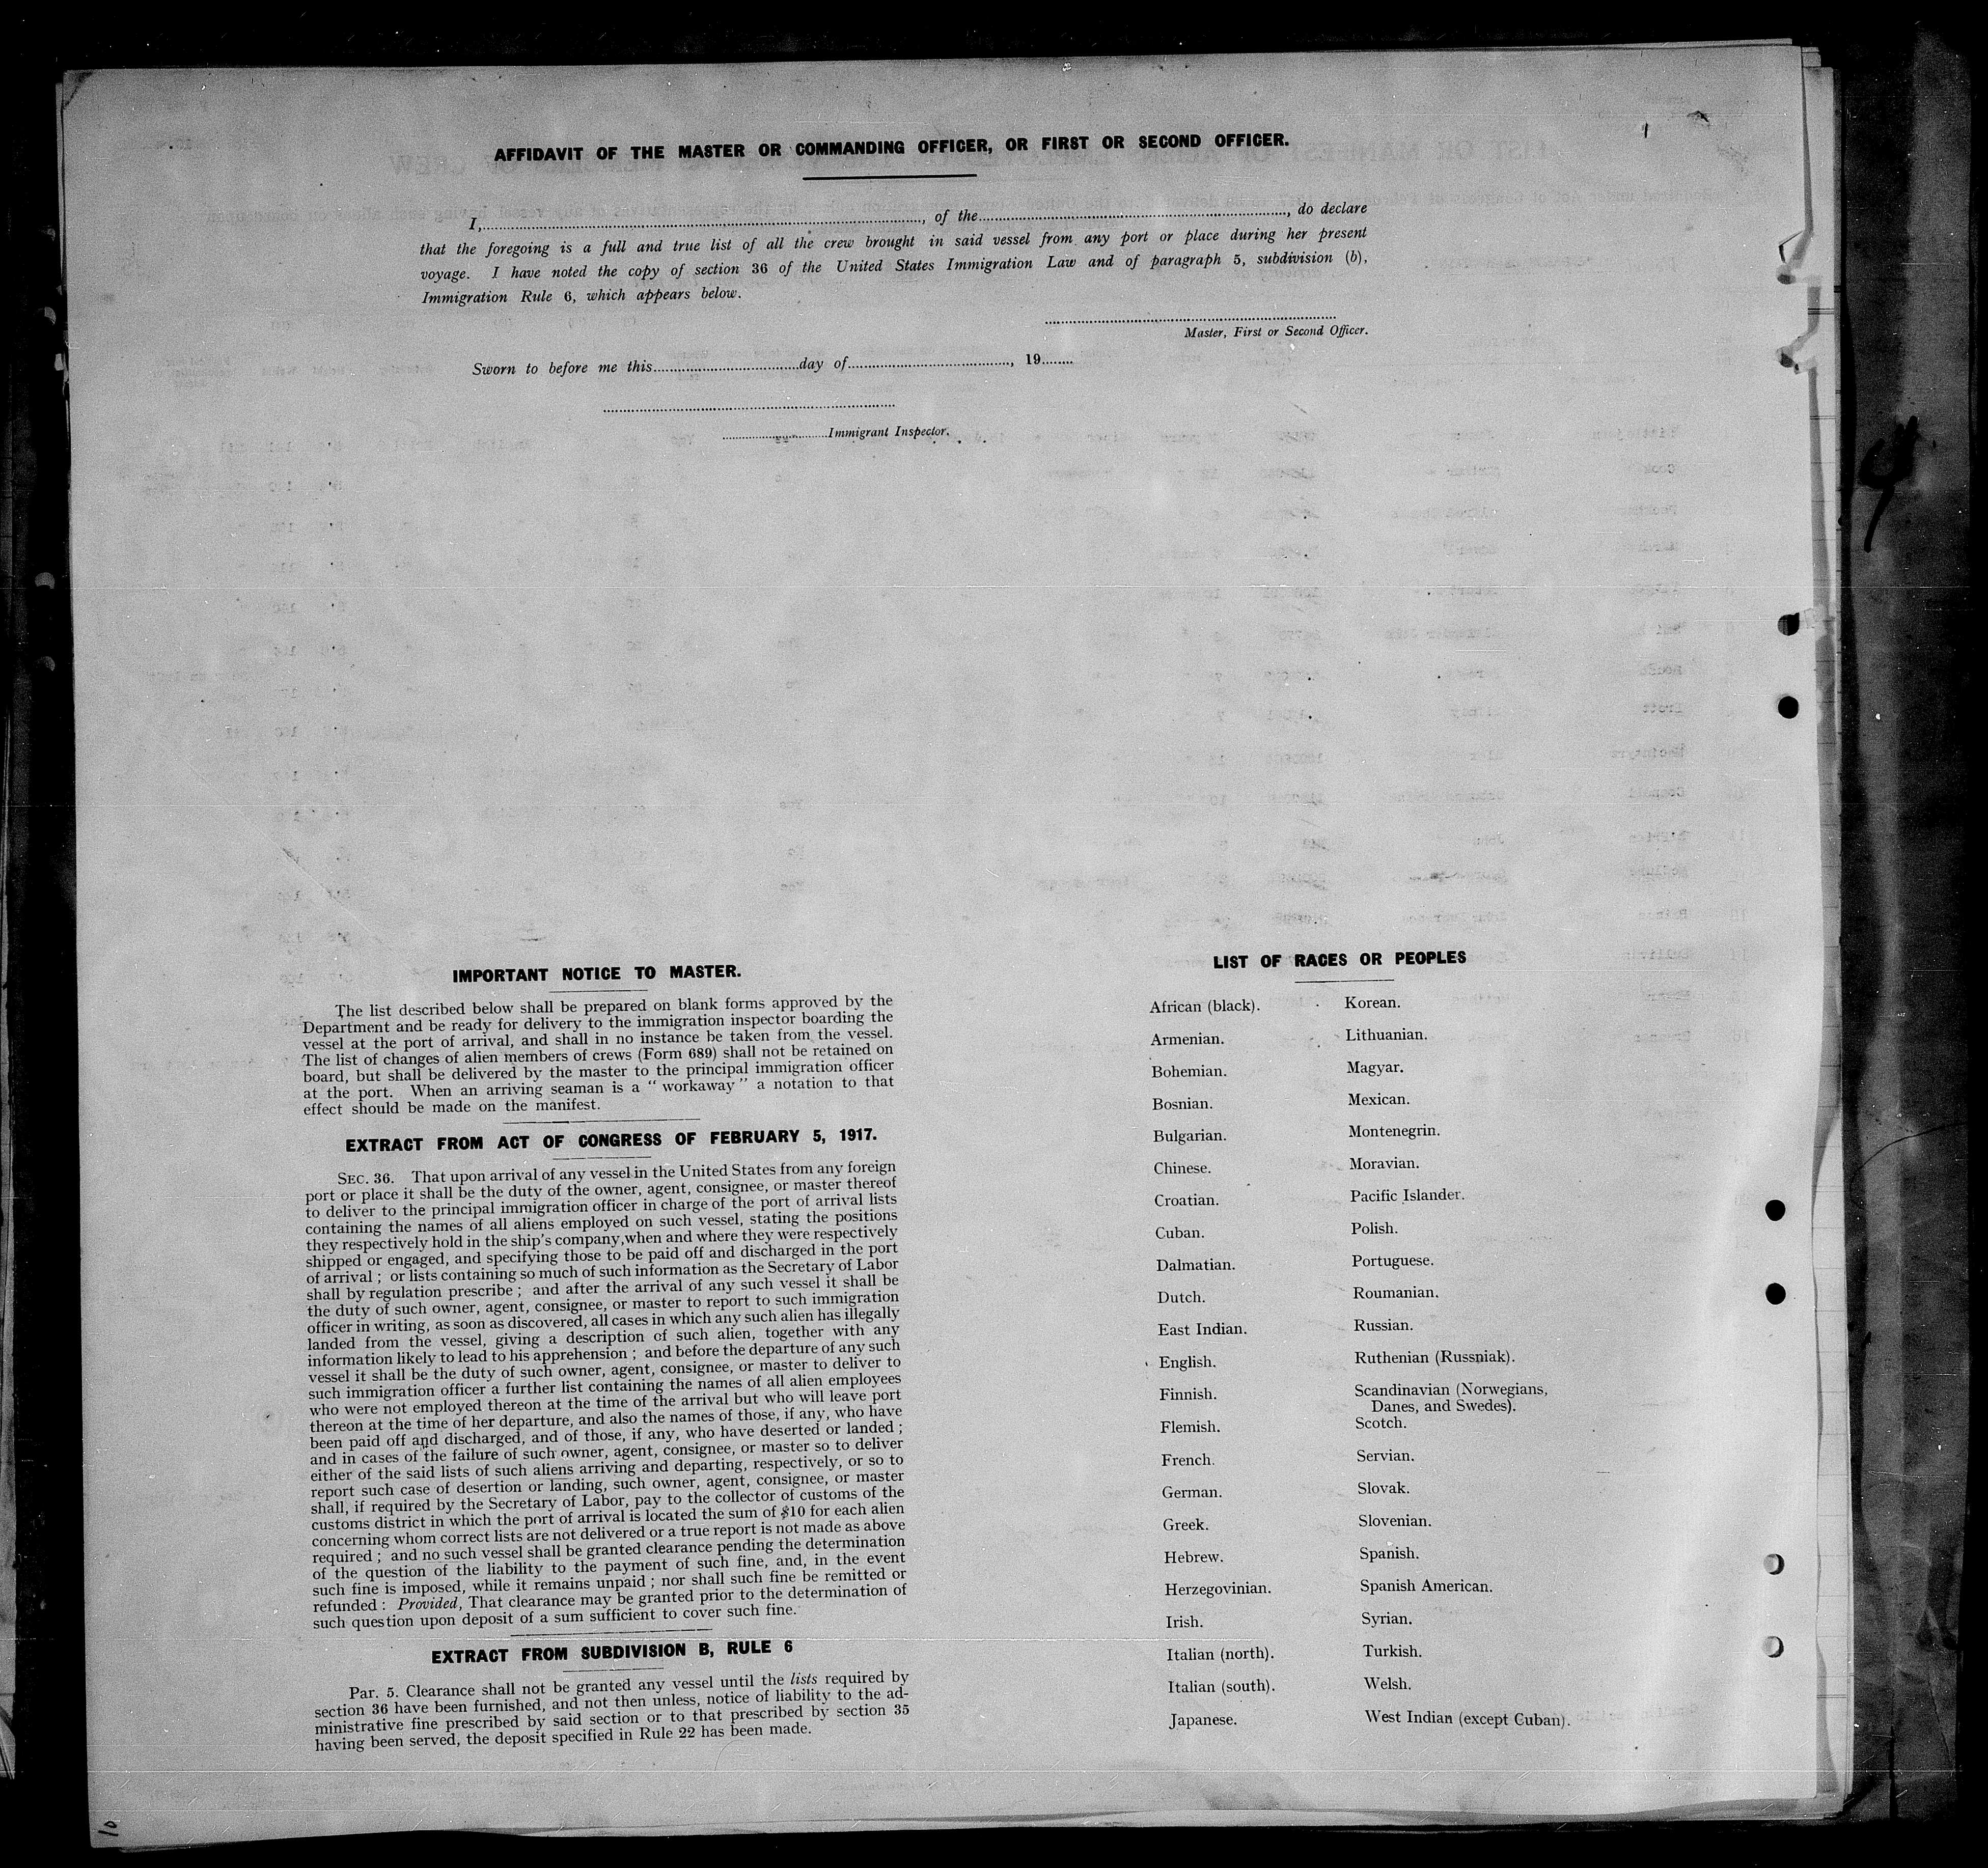 AFFIDAVIT OF THE MASTER OR COMMANDING OFFICER, OR FIRST OR SECOND OFFICER.
I,........................, of the........................, do declare
that the foregoing is a full and true list of all the crew brought in said vessel from any port or place during her present
voyage. I have noted the copy of section 36 of the United States Immigration Law and of paragraph 5, subdivision (b),
Immigration Rule 6, which appears below.
Master, First or Second Officer.
Sworn to before me this................day of................, 19........
................Immigrant Inspector.
IMPORTANT NOTICE TO MASTER.
The list described below shall be prepared on blank forms approved by the
Department and be ready for delivery to the immigration inspector boarding the
vessel at the port of arrival, and shall in no instance be taken from the vessel.
The list of changes of alien members of crews (Form 689) shall not be retained on
board, but shall be delivered by the master to the principal immigration officer
at the port. When an arriving seaman is a “ workaway ” a notation to that
effect should be made on the manifest.
EXTRACT FROM ACT OF CONGRESS OF FEBRUARY 5, 1917.
SEC. 36. That upon arrival of any vessel in the United States from any foreign
port or place it shall be the duty of the owner, agent, consignee, or master thereof
to deliver to the principal immigration officer in charge of the port of arrival lists
containing the names of all aliens employed on such vessel, stating the positions
they respectively hold in the ship's company,when and where they were respectively
shipped or engaged, and specifying those to be paid off and discharged in the port
of arrival ; or lists containing so much of such information as the Secretary of Labor
shall by regulation prescribe ; and after the arrival of any such vessel it shall be
the duty of such owner, agent, consignee, or master to report to such immigration
officer in writing, as soon as discovered, all cases in which any such alien has illegally
landed from the vessel, giving a description of such alien, together with any
information likely to lead to his apprehension ; and before the departure of any such
vessel it shall be the duty of such owner, agent, consignee, or master to deliver to
such immigration officer a further list containing the names of all alien employees
who were not employed thereon at the time of the arrival but who will leave port
thereon at the time of her departure, and also the names of those, if any, who have
been paid off and discharged, and of those, if any, who have deserted or landed ;
and in cases of the failure of such owner, agent, consignee, or master so to deliver
either of the said lists of such aliens arriving and departing, respectively, or so to
report such case of desertion or landing, such owner, agent, consignee, or master
shall, if required by the Secretary of Labor, pay to the collector of customs of the
customs district in which the port of arrival is located the sum of $10 for each alien
concerning whom correct lists are not delivered or a true report is not made as above
required ; and no such vessel shall be granted clearance pending the determination
of the question of the liability to the payment of such fine, and, in the event
such fine is imposed, while it remains unpaid ; nor shall such fine be remitted or
refunded : Provided, That clearance may be granted prior to the determination of
such question upon deposit of a sum sufficient to cover such fine.
EXTRACT FROM SUBDIVISION B, RULE 6
Par. 5. Clearance shall not be granted any vessel until the lists required by
section 36 have been furnished, and not then unless, notice of liability to the ad-
ministrative fine prescribed by said section or to that prescribed by section 35
having been served, the deposit specified in Rule 22 has been made.
LIST OF RACES OR PEOPLES
African (black).
Armenian.
Bohemian.
Bosnian.
Bulgarian.
Chinese.
Croatian.
Cuban.
Dalmatian.
Dutch.
East Indian.
English.
Finnish.
Flemish.
French.
German.
Greek.
Hebrew.
Herzegovinian.
Irish.
Italian (north).
Italian (south).
Japanese.
Korean.
Lithuanian.
Magyar.
Mexican.
Montenegrin.
Moravian.
Pacific Islander.
Polish.
Portuguese.
Roumanian.
Russian.
Ruthenian (Russniak).
Scandinavian (Norwegians,
Danes, and Swedes).
Scotch.
Servian.
Slovak.
Slovenian.
Spanish.
Spanish American.
Syrian.
Turkish.
Welsh.
West Indian (except Cuban).
10